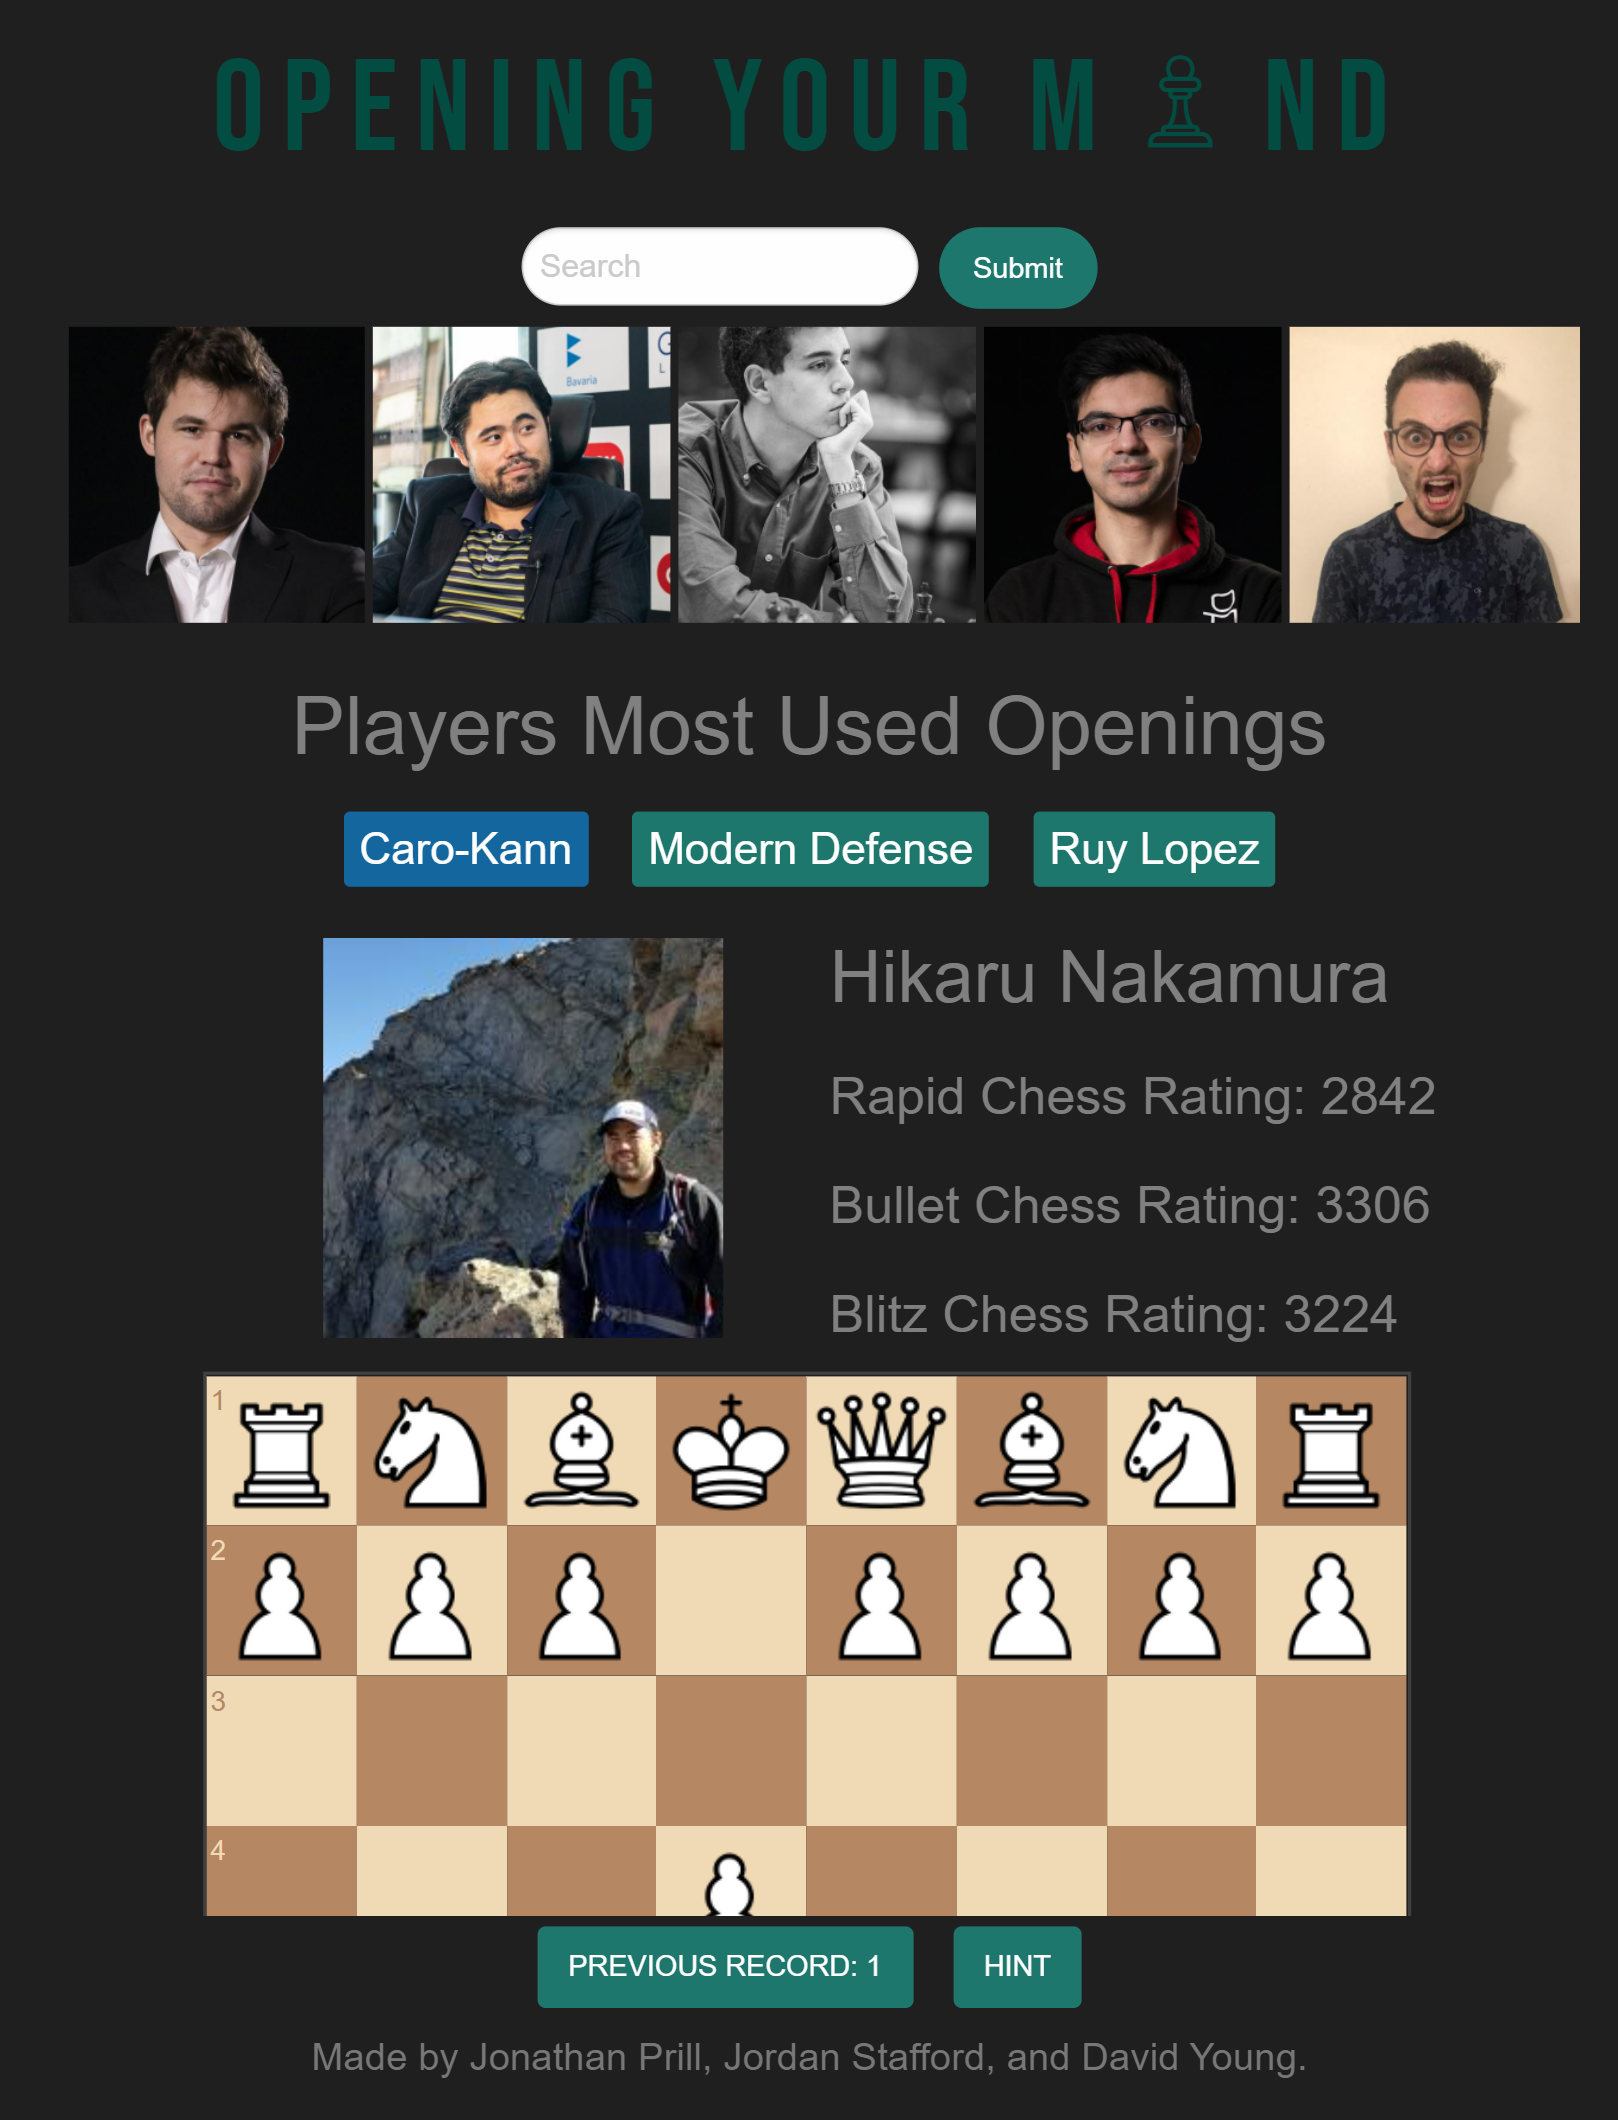 OPENING YOUR M ND
Search
Submit
Bavaria
G
L
Players Most Used Openings
Caro-Kann
Modern Defense
Ruy Lopez
Hikaru Nakamura
Rapid Chess Rating: 2842
Bullet Chess Rating: 3306
Blitz Chess Rating: 3224
1
2
3
4
PREVIOUS RECORD: 1
HINT
Made by Jonathan Prill, Jordan Stafford, and David Young.